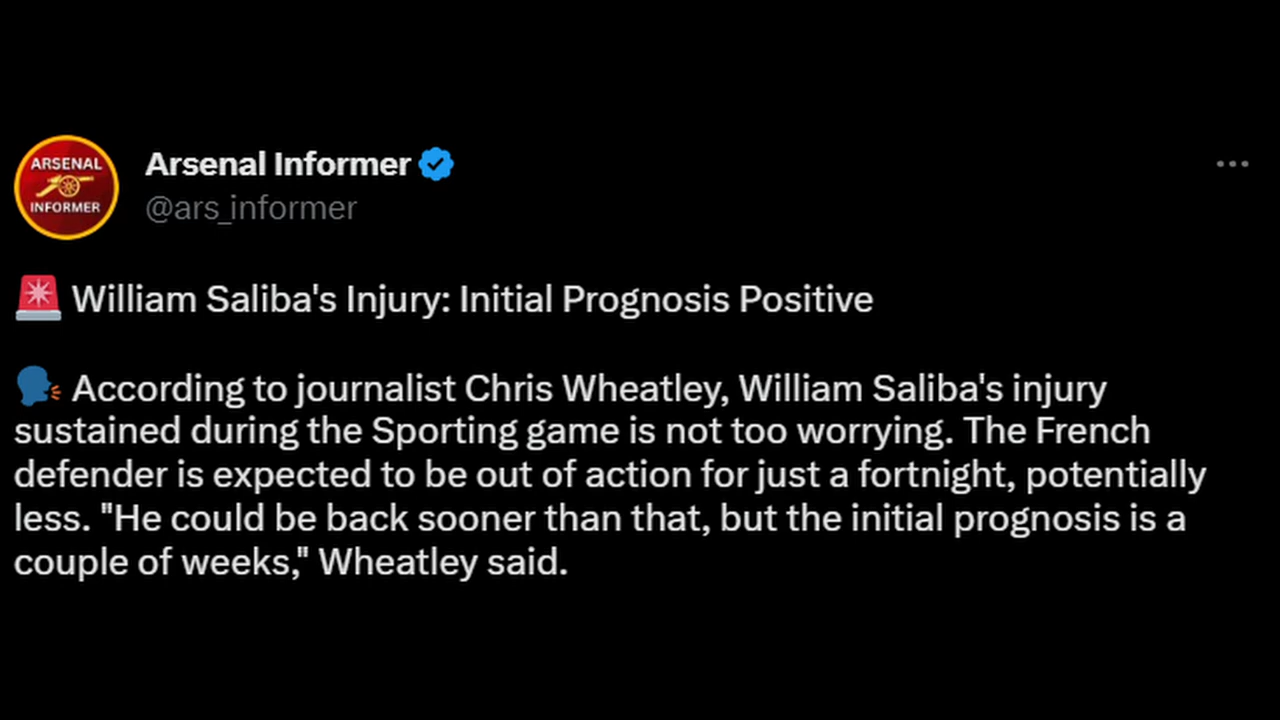 ARSENAL
INFORMER
Arsenal Informer
@ars_informer
🚨 William Saliba's Injury: Initial Prognosis Positive
🗣️ According to journalist Chris Wheatley, William Saliba's injury
sustained during the Sporting game is not too worrying. The French
defender is expected to be out of action for just a fortnight, potentially
less. "He could be back sooner than that, but the initial prognosis is a
couple of weeks," Wheatley said.